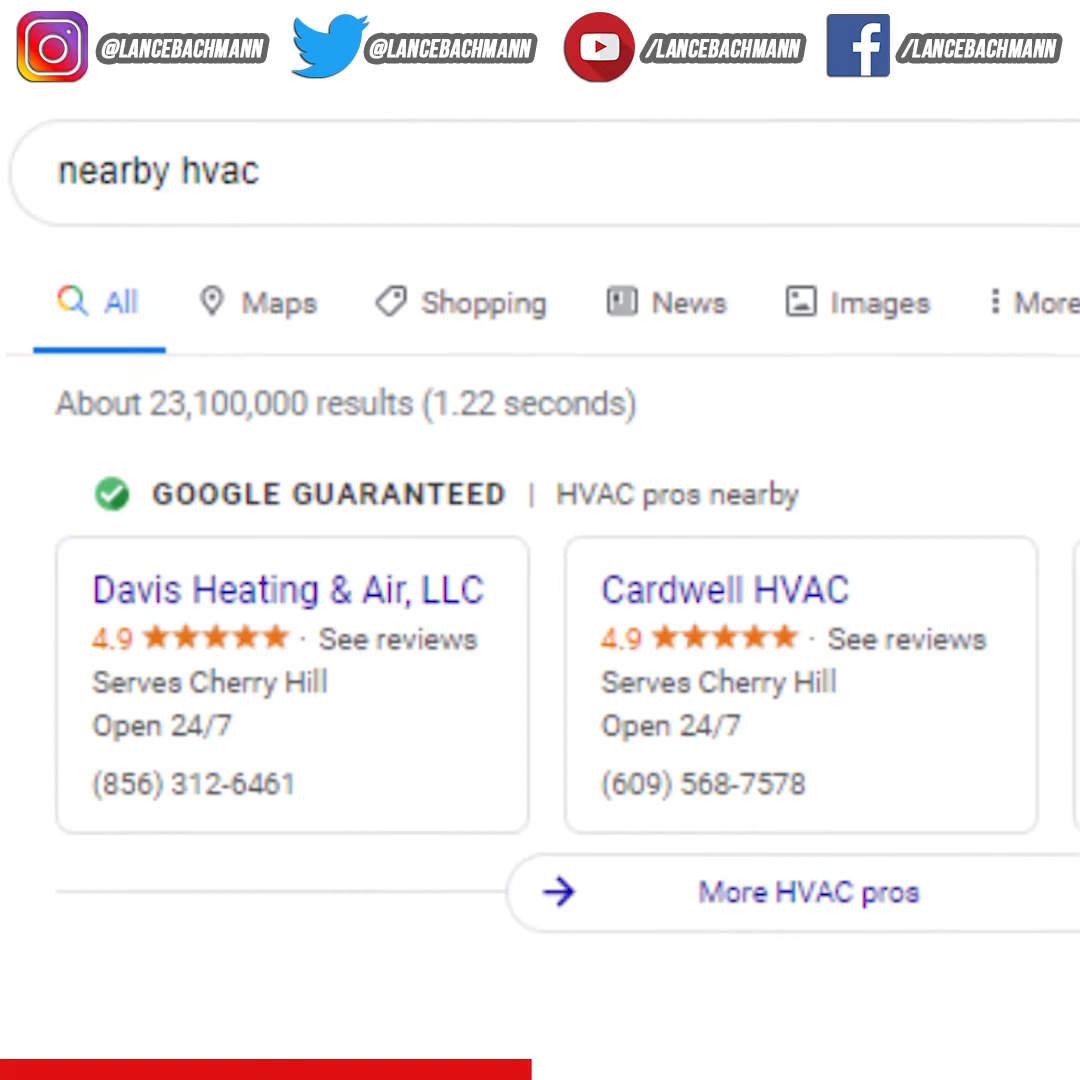 @LANCEBACHMANN @LANCEBACHMANN /LANCEBACHMANN /LANCEBACHMANN
nearby hvac
All Maps Shopping News Images More
About 23,100,000 results (1.22 seconds)
GOOGLE GUARANTEED | HVAC pros nearby
Davis Heating & Air, LLC
4.9 ★★★★★ · See reviews
Serves Cherry Hill
Open 24/7
(856) 312-6461
Cardwell HVAC
4.9 ★★★★★ · See reviews
Serves Cherry Hill
Open 24/7
(609) 568-7578
More HVAC pros